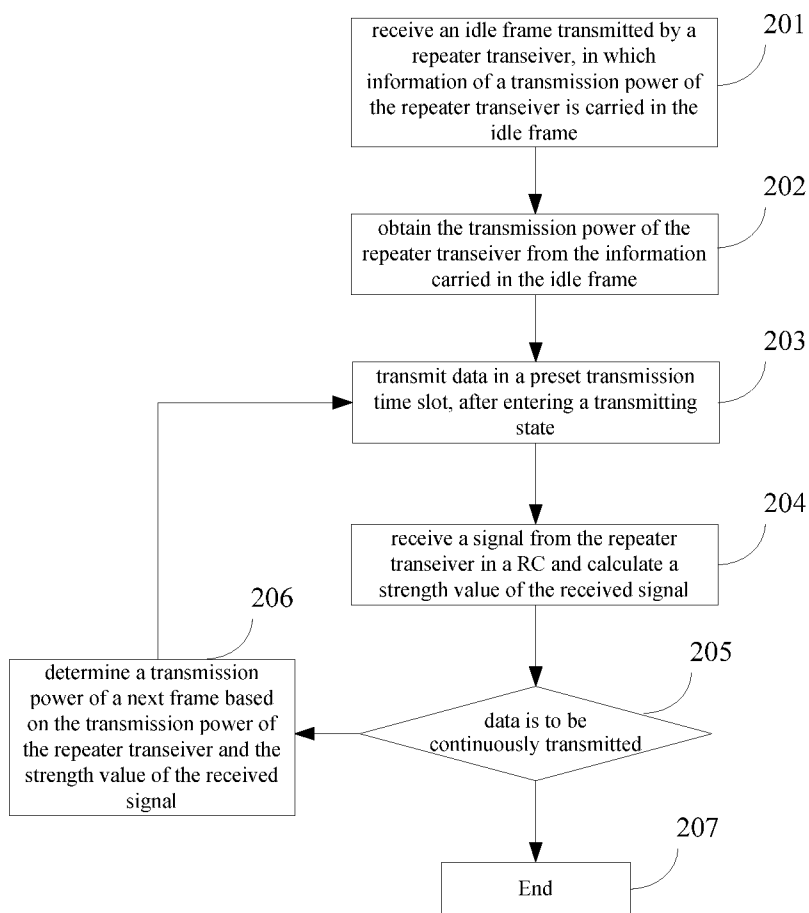 201
receive an idle frame transmitted by a
repeater transeiver, in which
information of a transmission power of
the repeater transeiver is carried in the
idle frame
202
obtain the transmission power of the
repeater transeiver from the information
carried in the idle frame
203
transmit data in a preset transmission
time slot, after entering a transmitting
state
204
receive a signal from the repeater
transeiver in a RC and calculate a
strength value of the received signal
206
determine a transmission
power of a next frame based
on the transmission power of
the repeater transeiver and the
strength value of the received
signal
205
data is to be
continuously transmitted
207
End